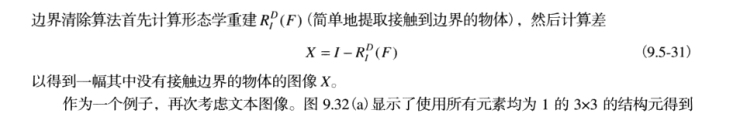 边界清除算法首先计算形态学重建 $R_I^D(F)$ (简单地提取接触到边界的物体)，然后计算差
$X = I - R_I^D(F)$ (9.5-31)
以得到一幅其中没有接触边界的物体的图像 X。
作为一个例子，再次考虑文本图像。图 9.32(a)显示了使用所有元素均为 1 的 3×3 的结构元得到